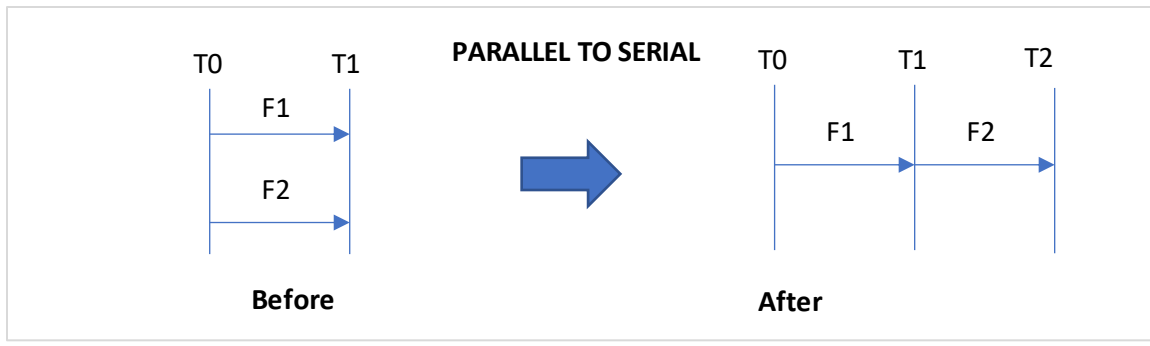 PARALLEL TO SERIAL
T0 T1
F1
F2
Before
T0 T1 T2
F1 F2
After